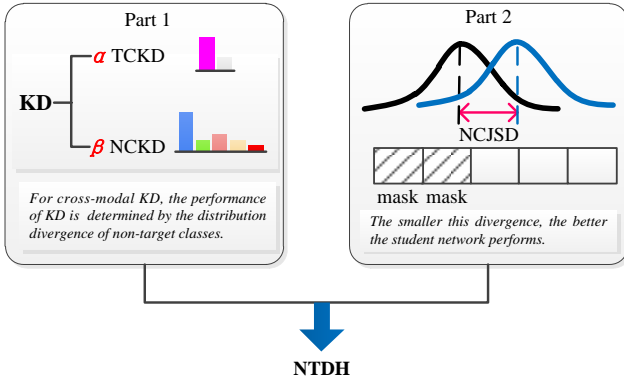 Part 1
α TCKD
KD
β NCKD
For cross-modal KD, the performance
of KD is determined by the distribution
divergence of non-target classes.
Part 2
NCJSD
mask mask
The smaller this divergence, the better
the student network performs.
NTDH